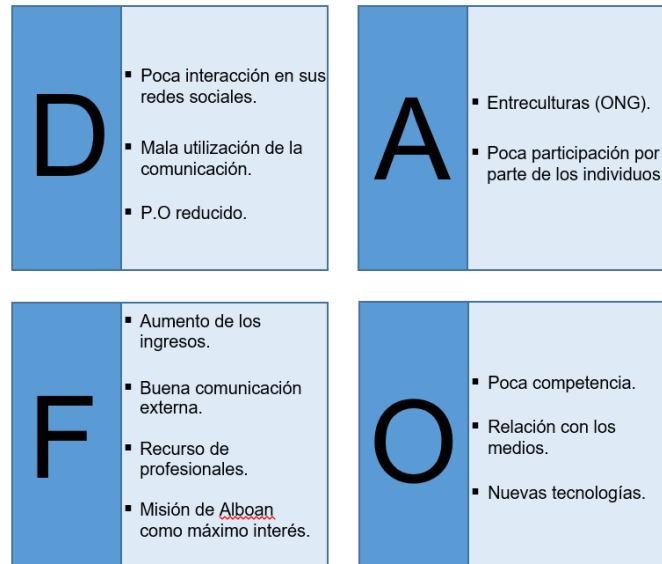 D
▪ Poca interacción en sus
redes sociales.
▪ Mala utilización de la
comunicación.
▪ P.O reducido.
A
▪ Entreculturas (ONG).
▪ Poca participación por
parte de los individuos.
F
▪ Aumento de los
ingresos.
▪ Buena comunicación
externa.
▪ Recurso de
profesionales.
▪ Misión de Alboan
como máximo interés.
O
▪ Poca competencia.
▪ Relación con los
medios.
▪ Nuevas tecnologías.